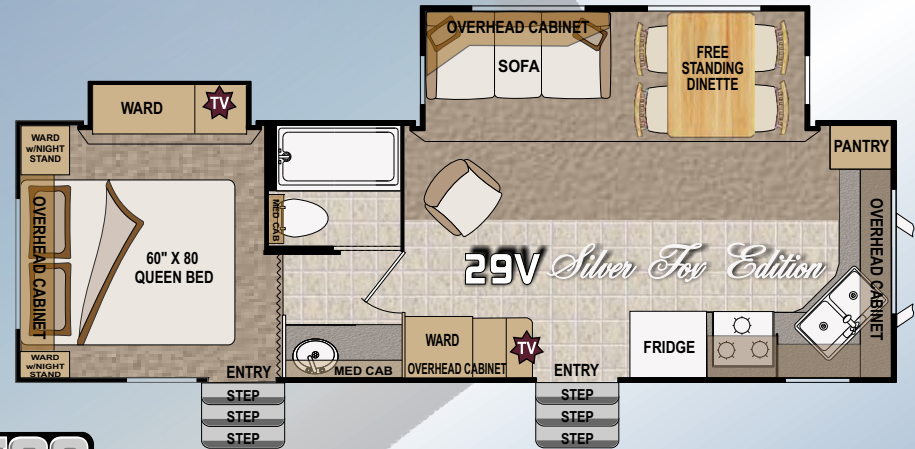 OVERHEAD CABINET
SOFA
FREE
STANDING
DINETTE
WARD
TV
WARD
w/NIGHT
STAND
PANTRY
MED CAB
OVERHEAD CABINET
60" X 80
QUEEN BED
OVERHEAD CABINET
29V Silver Fox Edition
WARD
w/NIGHT
STAND
ENTRY
MED CAB
WARD
OVERHEAD CABINET
TV
ENTRY
FRIDGE
STEP
STEP
STEP
STEP
STEP
STEP